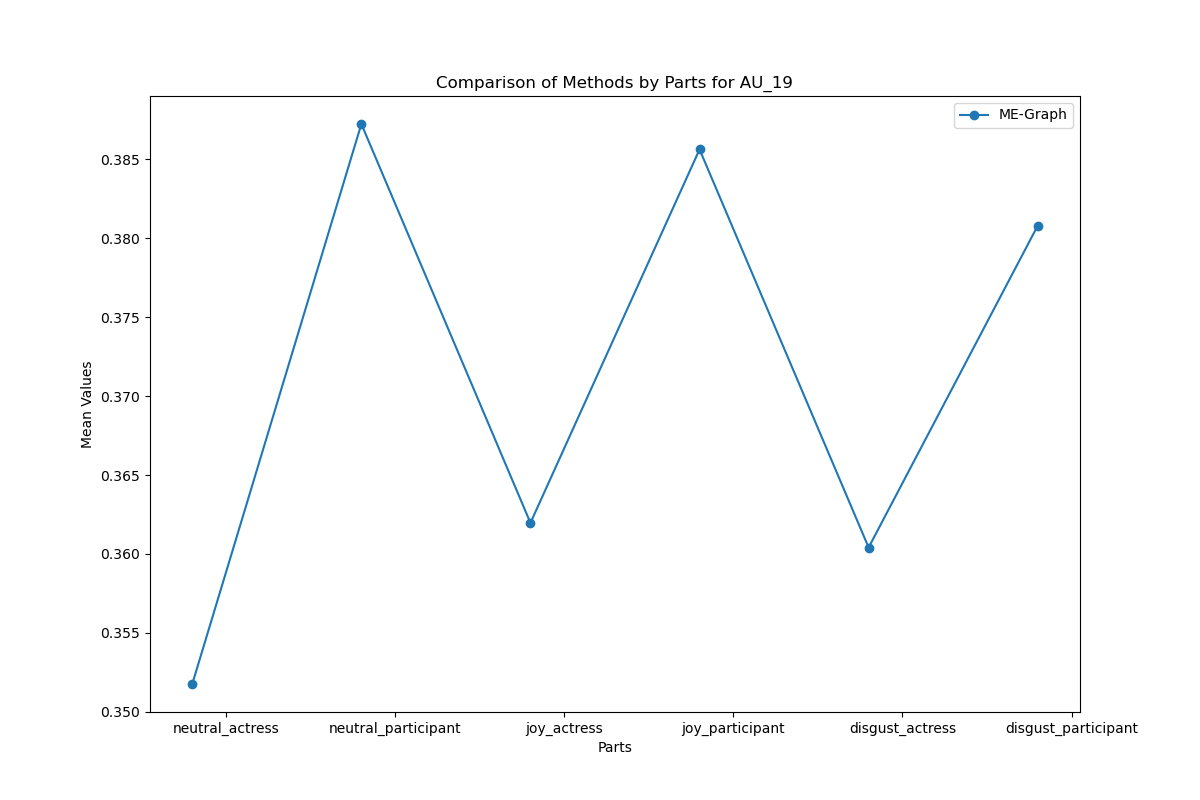 Comparison of Methods by Parts for AU_19
ME-Graph
0.385
0.380
0.375
0.370
0.365
0.360
0.355
0.350
Mean Values
neutral_actress neutral_participant joy_actress joy_participant disgust_actress disgust_participant
Parts